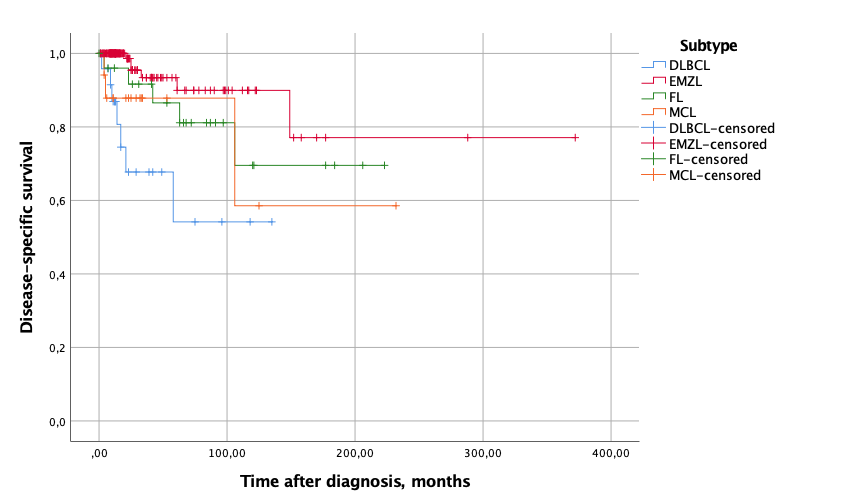 Subtype
DLBCL
EMZL
FL
MCL
DLBCL-censored
EMZL-censored
FL-censored
MCL-censored
Disease-specific survival
1,0
0,8
0,6
0,4
0,2
0,0
,00
100,00
200,00
300,00
400,00
Time after diagnosis, months